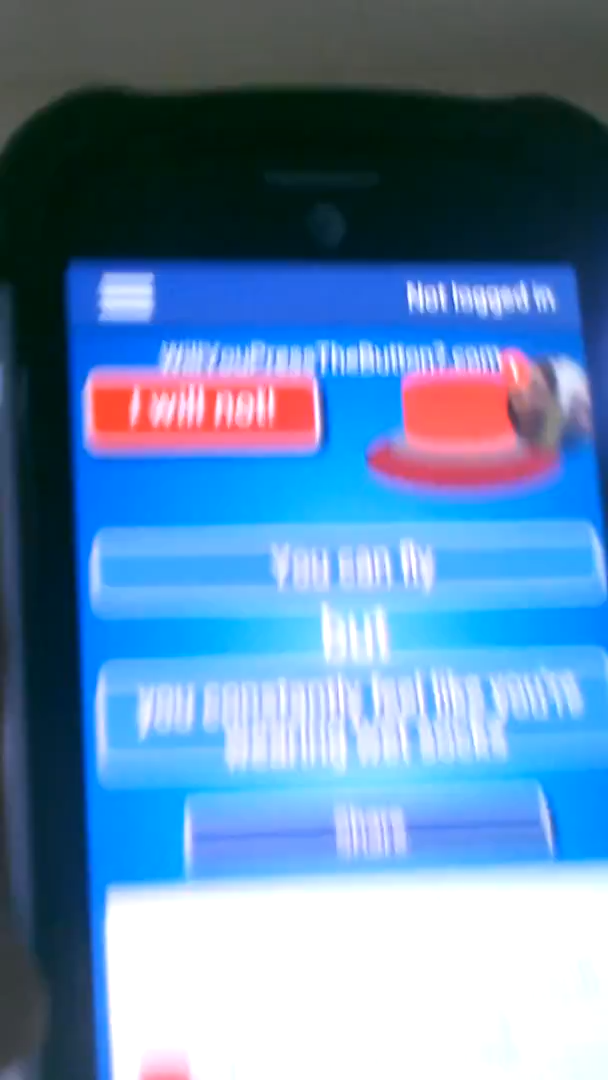 Not logged in
WillYouPressTheButton?.com
I will not!
You can fly
but
you constantly feel like you're
wearing wet socks
Share